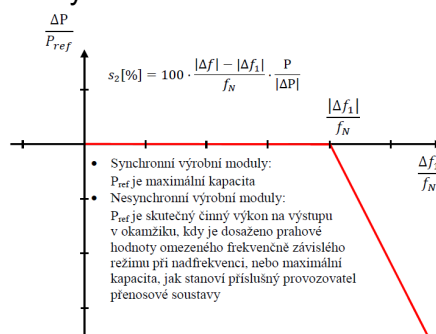 ΔP / P_ref
s₂[%] = 100 · (|Δf| − |Δf₁|) / f_N · P / |ΔP|
|Δf₁| / f_N
Δf / f_N
• Synchronní výrobní moduly:
P_ref je maximální kapacita
• Nesynchronní výrobní moduly:
P_ref je skutečný činný výkon na výstupu
v okamžiku, kdy je dosaženo prahové
hodnoty omezeného frekvenčně závislého
režimu při nadfrekvenci, nebo maximální
kapacita, jak stanoví příslušný provozovatel
přenosové soustavy